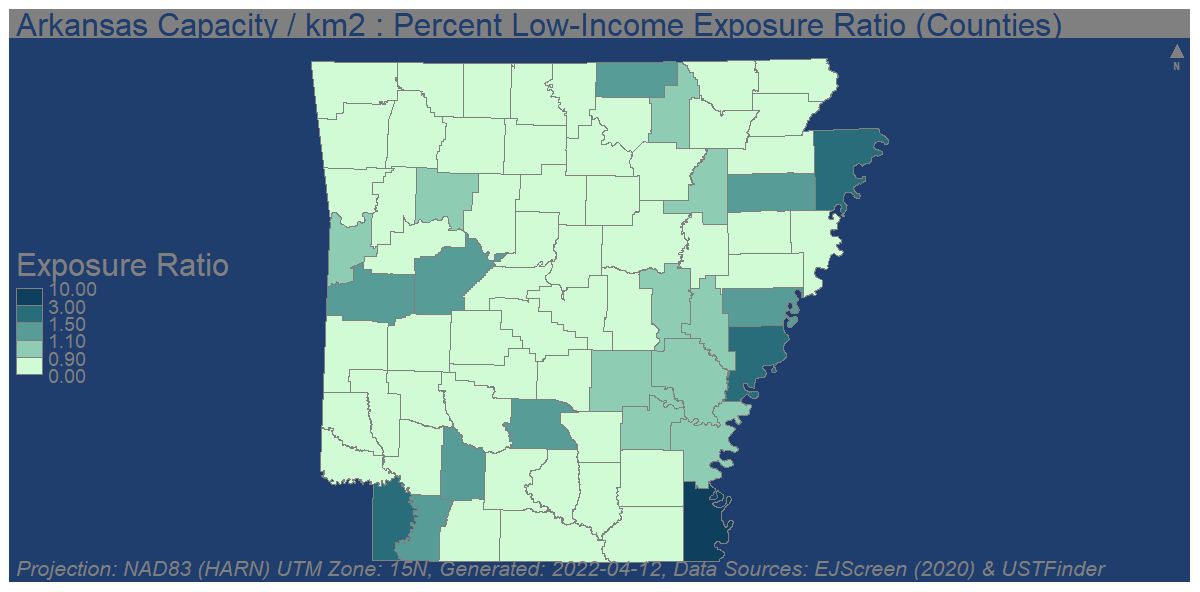 Arkansas Capacity / km2 : Percent Low-Income Exposure Ratio (Counties)
N
Exposure Ratio
10.00
3.00
1.50
1.10
0.90
0.00
Projection: NAD83 (HARN) UTM Zone: 15N, Generated: 2022-04-12, Data Sources: EJScreen (2020) & USTFinder